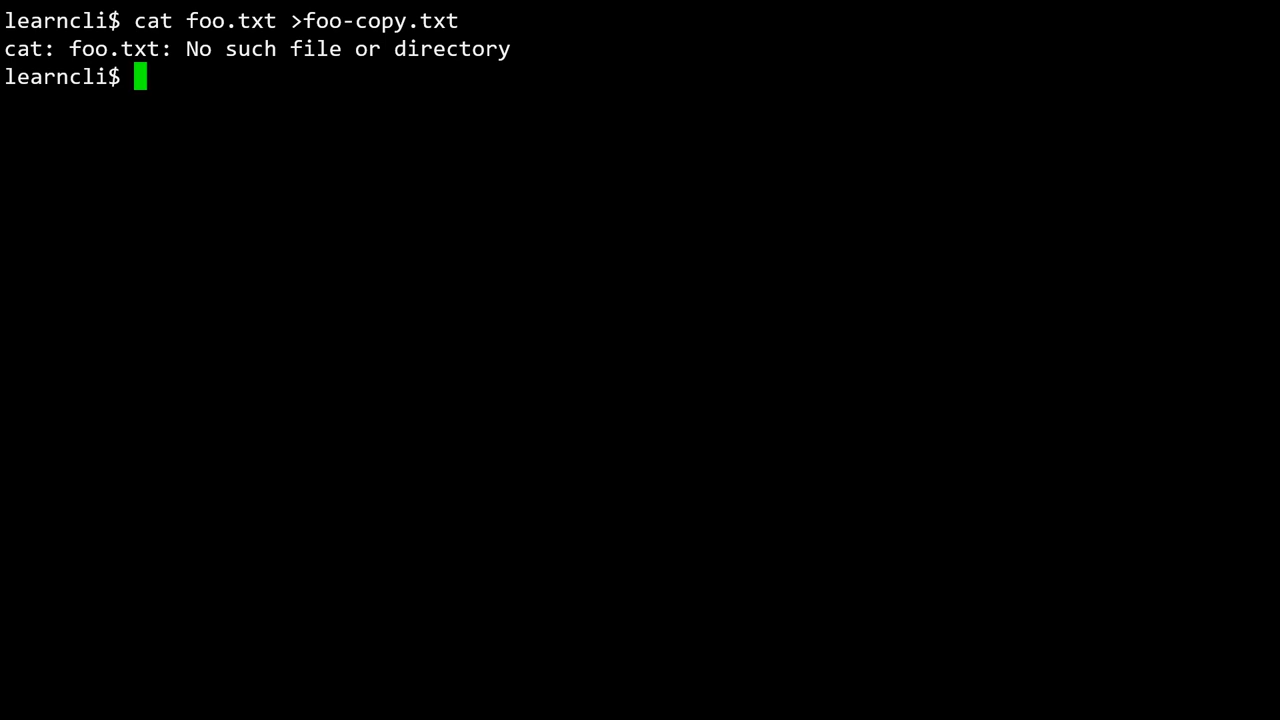 learncli$ cat foo.txt >foo-copy.txt
cat: foo.txt: No such file or directory
learncli$